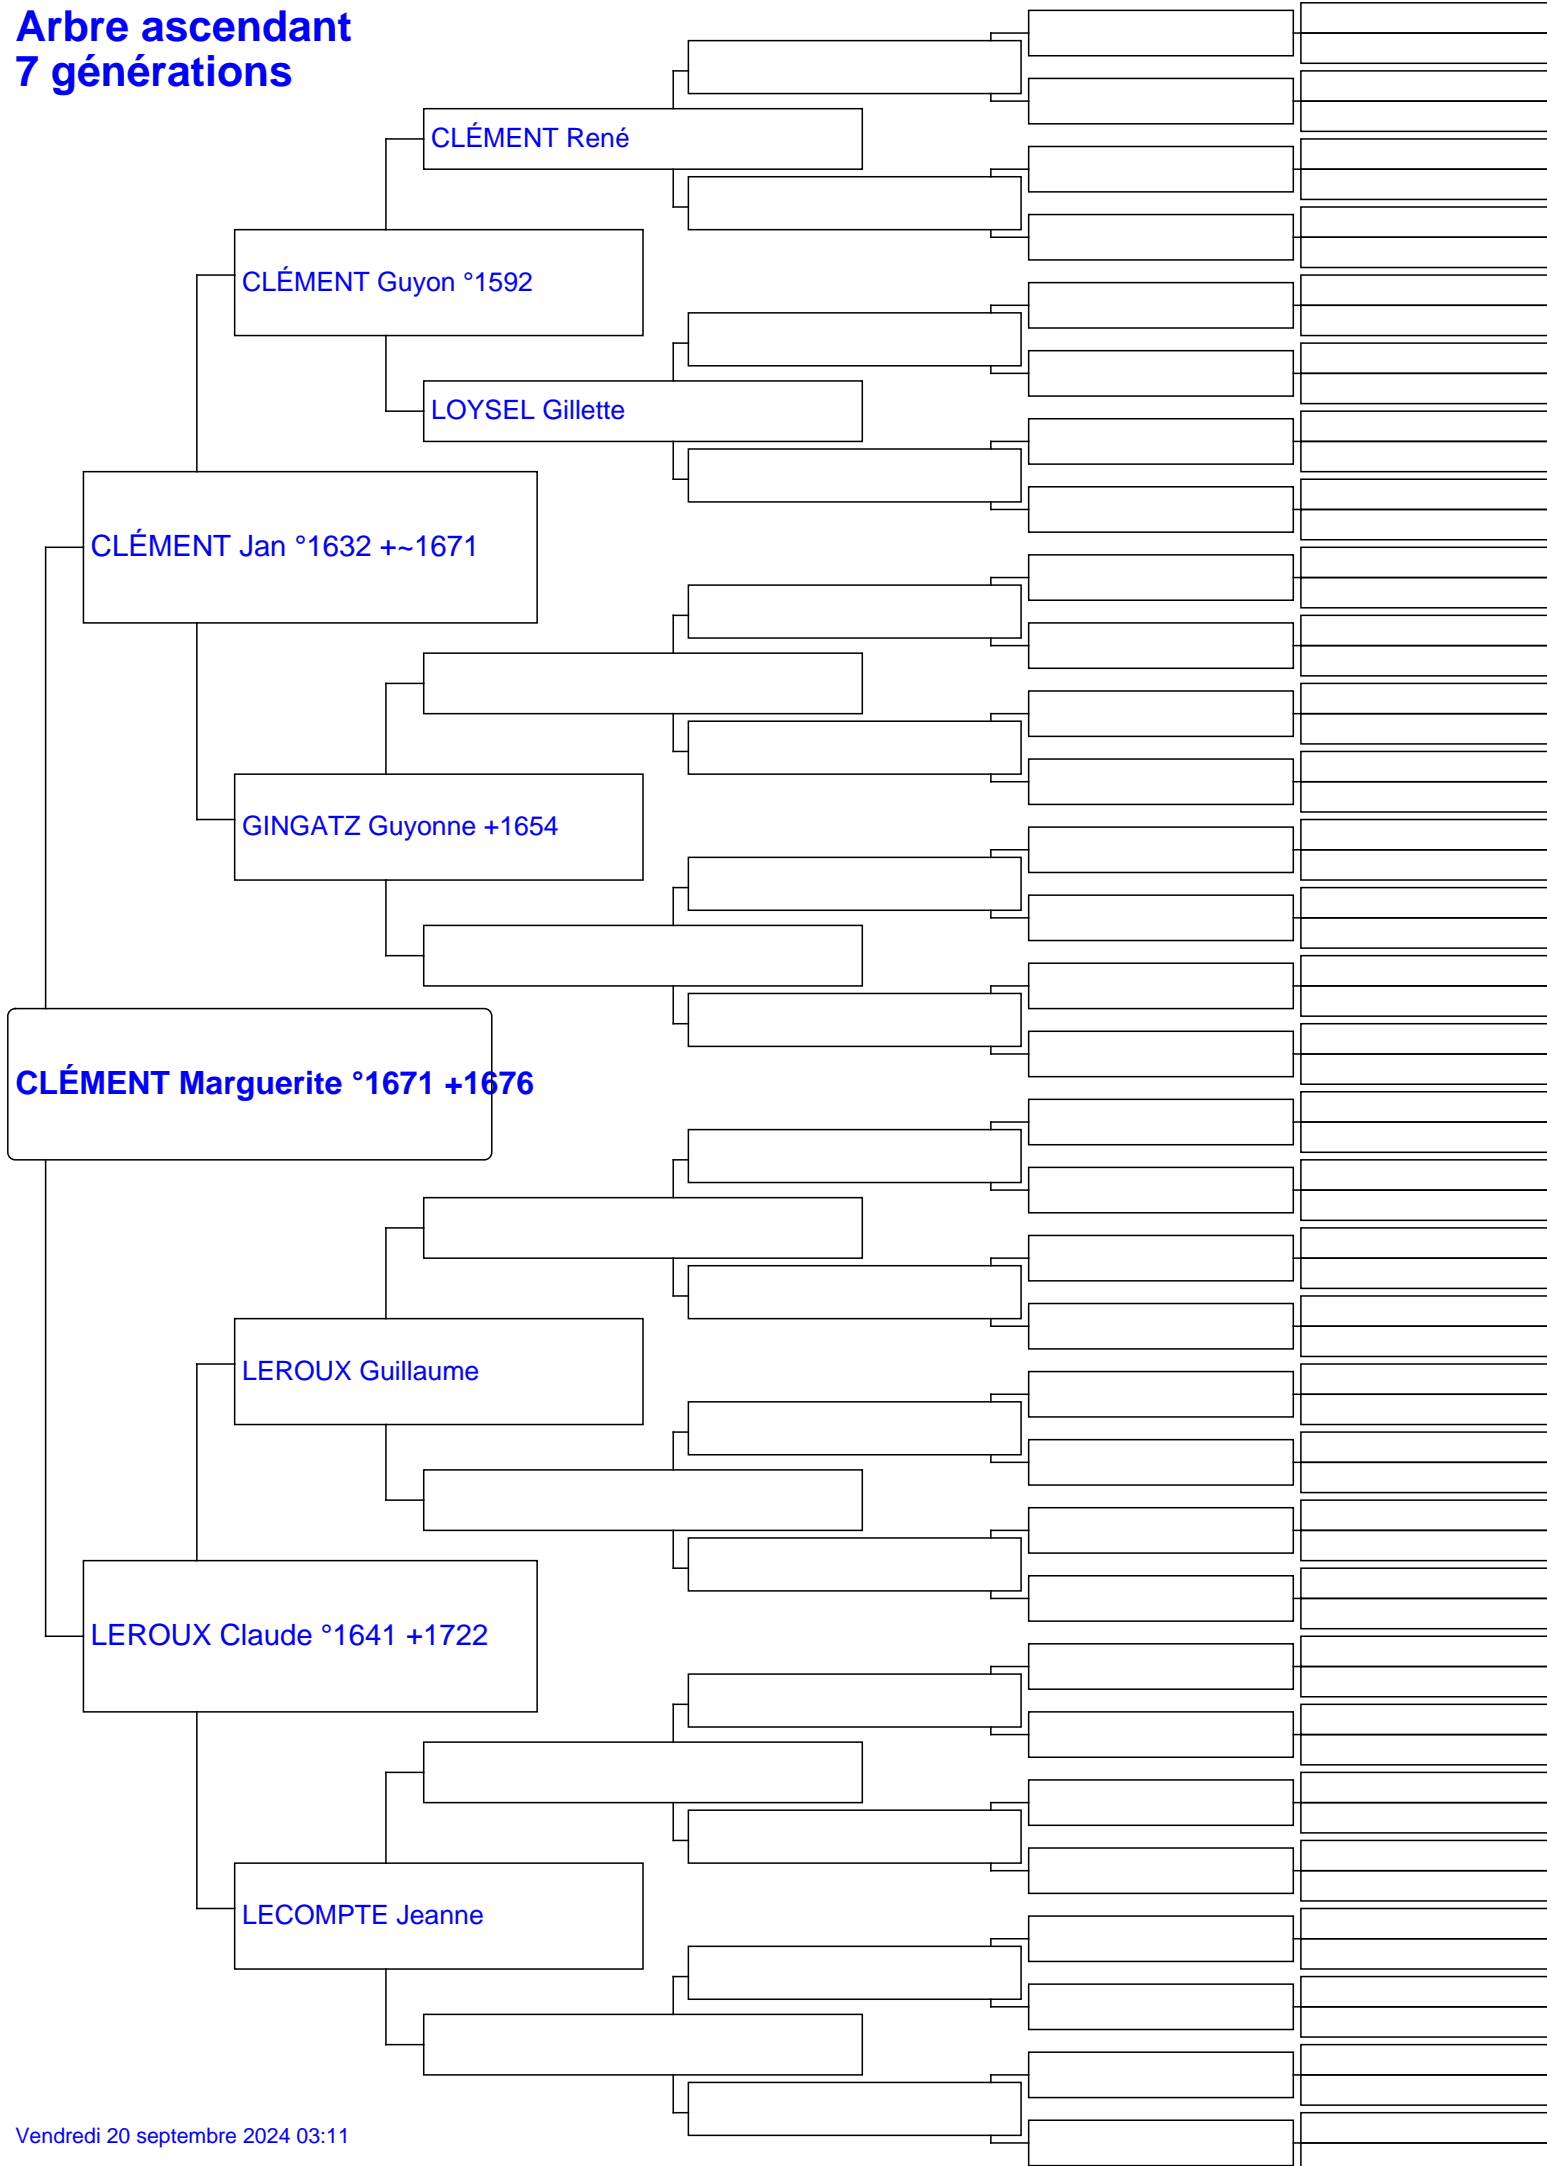 Arbre ascendant
7 générations
CLÉMENT René
CLÉMENT Guyon °1592
LOYSEL Gillette
CLÉMENT Jan °1632 +~1671
GINGATZ Guyonne +1654
CLÉMENT Marguerite °1671 +1676
LEROUX Guillaume
LEROUX Claude °1641 +1722
LECOMPTE Jeanne
Vendredi 20 septembre 2024 03:11